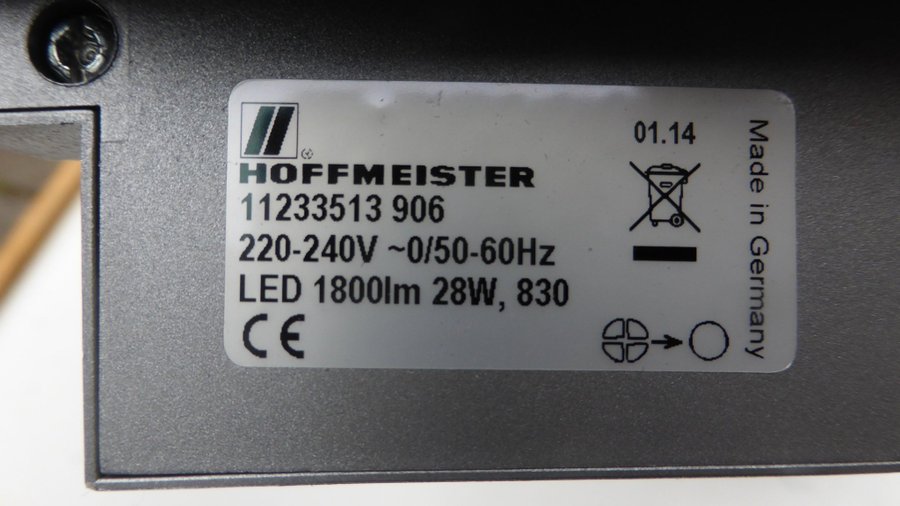 HOFFMEISTER
11233513 906
220-240V ~0/50-60Hz
LED 1800lm 28W, 830
CE
01.14
Made in Germany